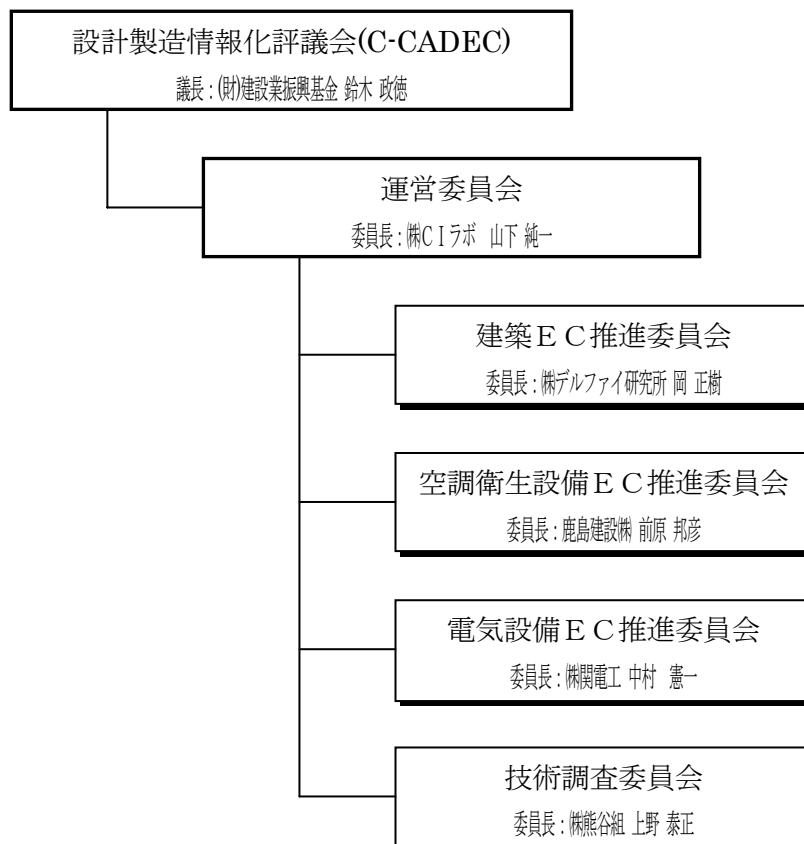 設計製造情報化評議会(C-CADEC)
議長：(財)建設業振興基金 鈴木 政徳
運営委員会
委員長：㈱ＣＩラボ　山下 純一
建築ＥＣ推進委員会
委員長：㈱デルファイ研究所 岡 正樹
空調衛生設備ＥＣ推進委員会
委員長：鹿島建設㈱ 前原 邦彦
電気設備ＥＣ推進委員会
委員長：㈱関電工 中村　憲一
技術調査委員会
委員長：㈱熊谷組 上野 泰正